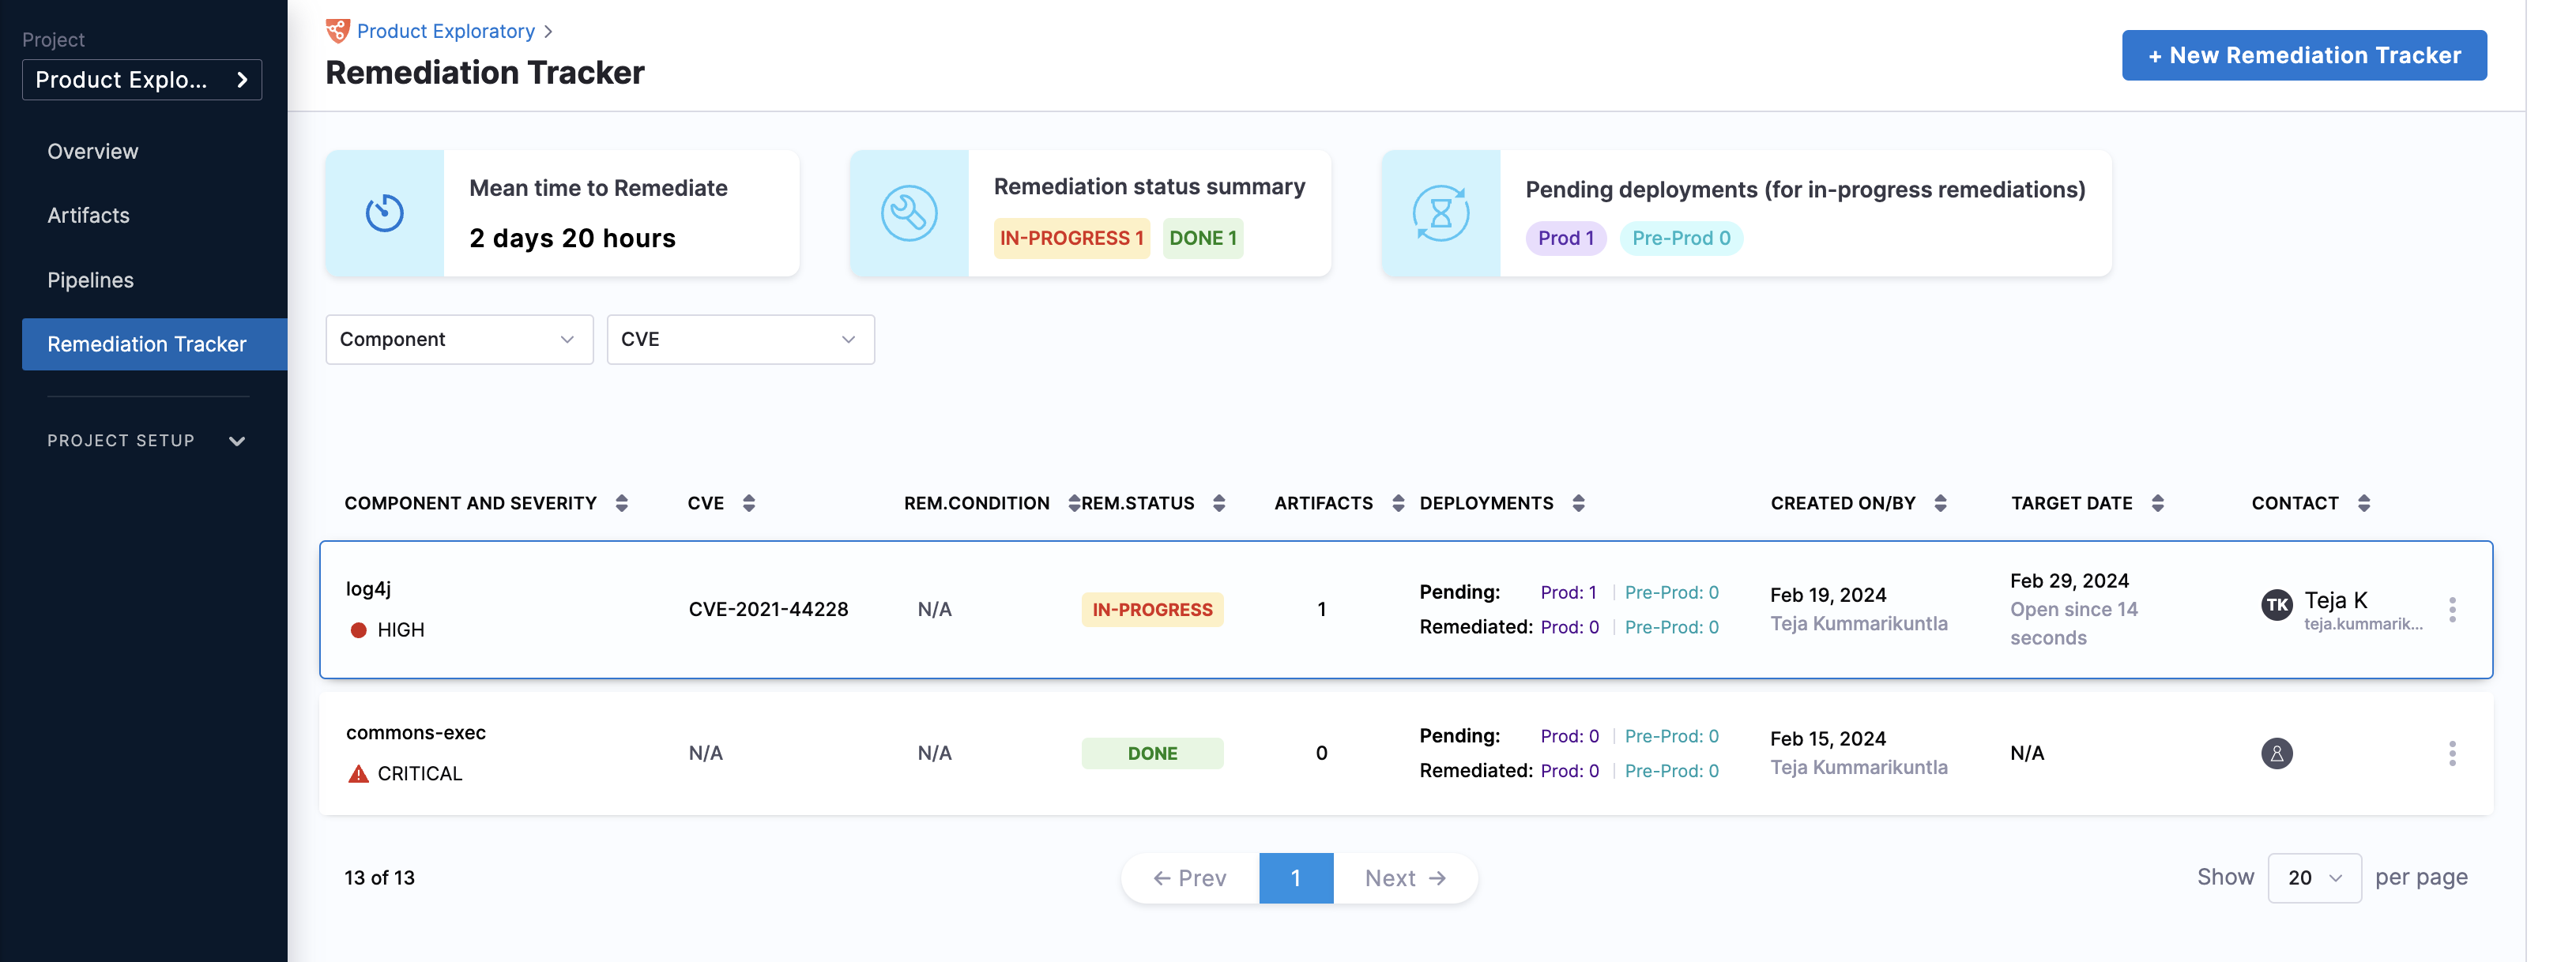 Project
Product Explo...
Overview
Artifacts
Pipelines
Remediation Tracker
PROJECT SETUP
Product Exploratory
Remediation Tracker
+ New Remediation Tracker
Mean time to Remediate
2 days 20 hours
Remediation status summary
IN-PROGRESS 1 DONE 1
Pending deployments (for in-progress remediations)
Prod 1 Pre-Prod 0
Component CVE
COMPONENT AND SEVERITY CVE REM.CONDITION REM.STATUS ARTIFACTS DEPLOYMENTS CREATED ON/BY TARGET DATE CONTACT
log4j
HIGH
CVE-2021-44228
N/A
IN-PROGRESS
1
Pending: Prod: 1 Pre-Prod: 0
Remediated: Prod: 0 Pre-Prod: 0
Feb 19, 2024
Teja Kummarikuntla
Feb 29, 2024
Open since 14
seconds
TK
Teja K
teja.kummarik...
commons-exec
CRITICAL
N/A
N/A
DONE
0
Pending: Prod: 0 Pre-Prod: 0
Remediated: Prod: 0 Pre-Prod: 0
Feb 15, 2024
Teja Kummarikuntla
N/A
13 of 13
← Prev 1 Next →
Show 20 per page